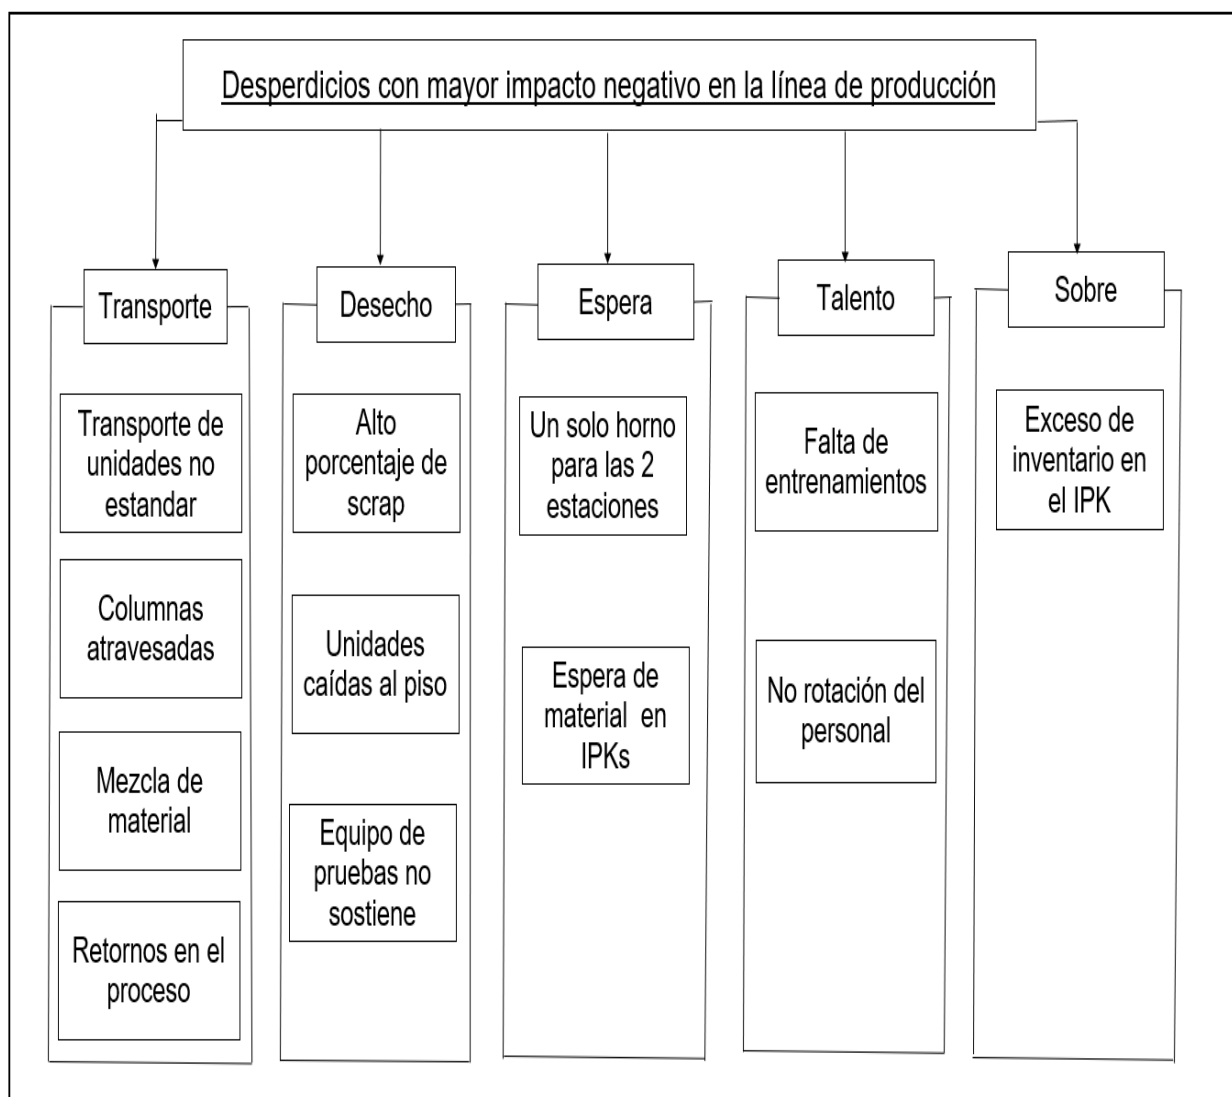 Desperdicios con mayor impacto negativo en la línea de producción
Transporte
Transporte de
unidades no
estandar
Columnas
atravesadas
Mezcla de
material
Retornos en el
proceso
Desecho
Alto
porcentaje de
scrap
Unidades
caídas al piso
Equipo de
pruebas no
sostiene
Espera
Un solo horno
para las 2
estaciones
Espera de
material en
IPKs
Talento
Falta de
entrenamientos
No rotación del
personal
Sobre
Exceso de
inventario en
el IPK